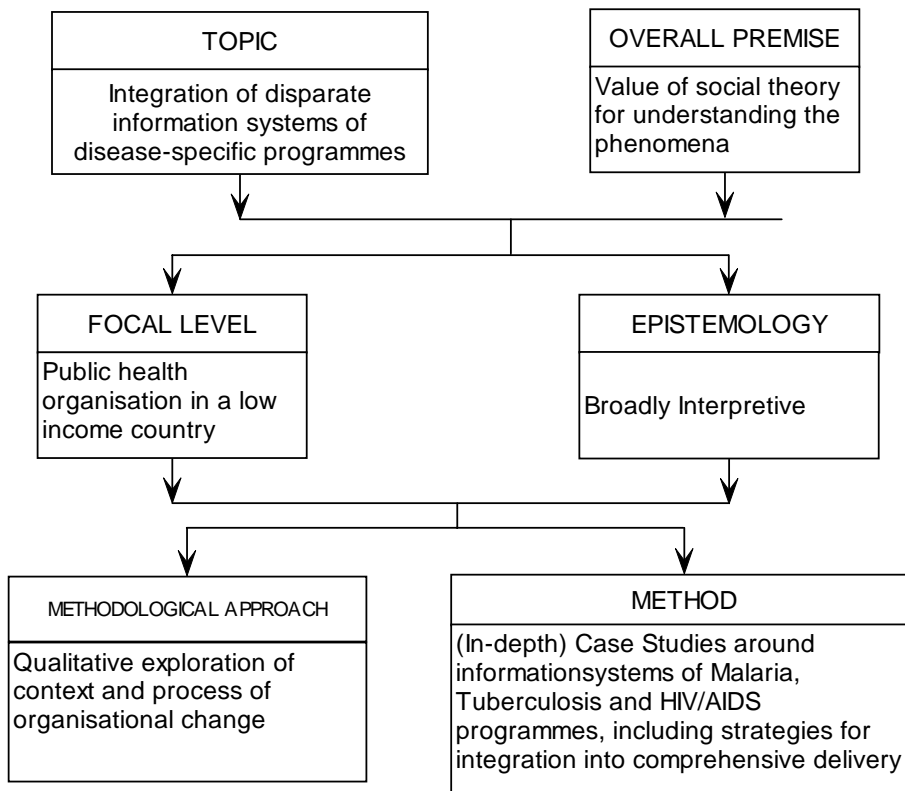 TOPIC
Integration of disparate
information systems of
disease-specific programmes
OVERALL PREMISE
Value of social theory
for understanding the
phenomena
FOCAL LEVEL
Public health
organisation in a low
income country
EPISTEMOLOGY
Broadly Interpretive
METHODOLOGICAL APPROACH
Qualitative exploration of
context and process of
organisational change
METHOD
(In-depth) Case Studies around
informationsystems of Malaria,
Tuberculosis and HIV/AIDS
programmes, including strategies for
integration into comprehensive delivery